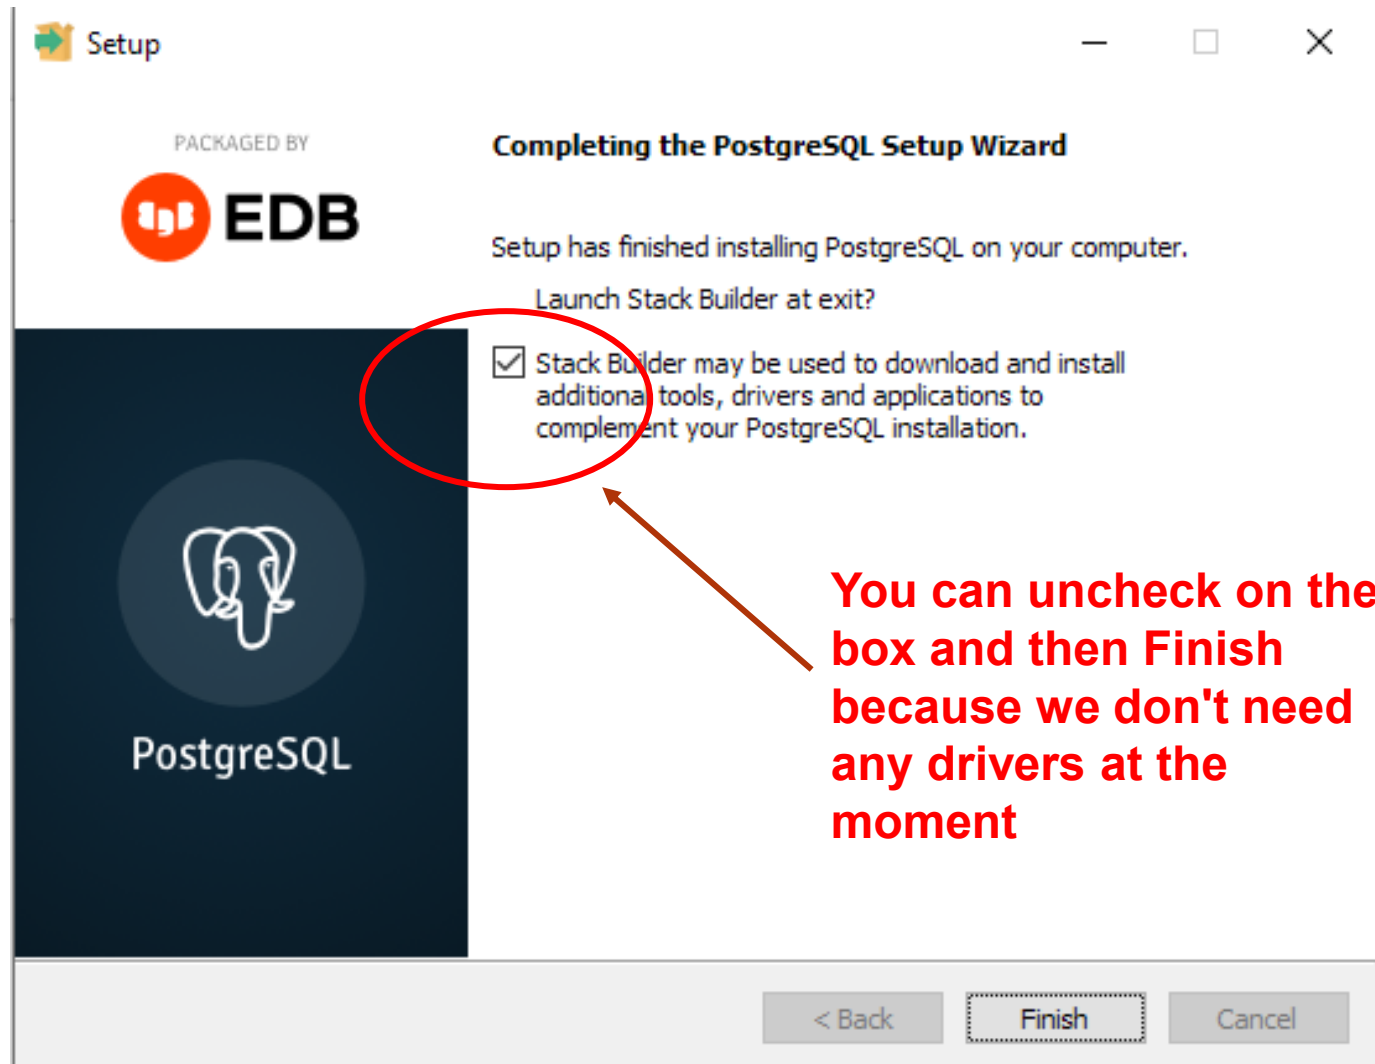 Setup
PACKAGED BY
EDB
Completing the PostgreSQL Setup Wizard
Setup has finished installing PostgreSQL on your computer.
Launch Stack Builder at exit?
Stack Builder may be used to download and install
additional tools, drivers and applications to
complement your PostgreSQL installation.
PostgreSQL
You can uncheck on the
box and then Finish
because we don't need
any drivers at the
moment
< Back
Finish
Cancel